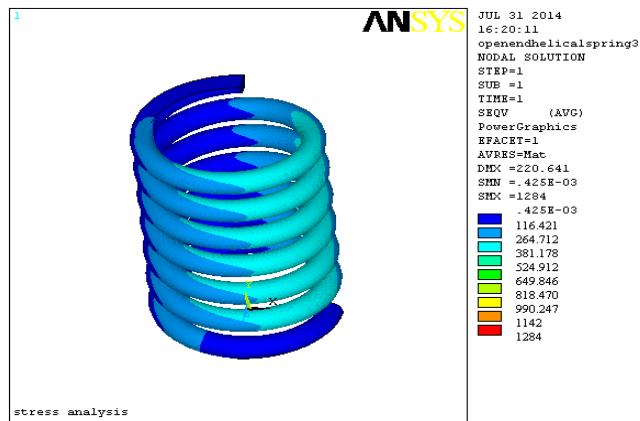 1
ANSYS
JUL 31 2014
16:20:11
openendhelicalspring3
NODAL SOLUTION
STEP=1
SUB =1
TIME=1
SEQV (AVG)
PowerGraphics
EFACET=1
AVRES=Mat
DMX =220.641
SMN =.425E-03
SMX =1284
.425E-03
116.421
264.712
381.178
524.912
649.846
818.470
990.247
1142
1284
Y
X
stress analysis